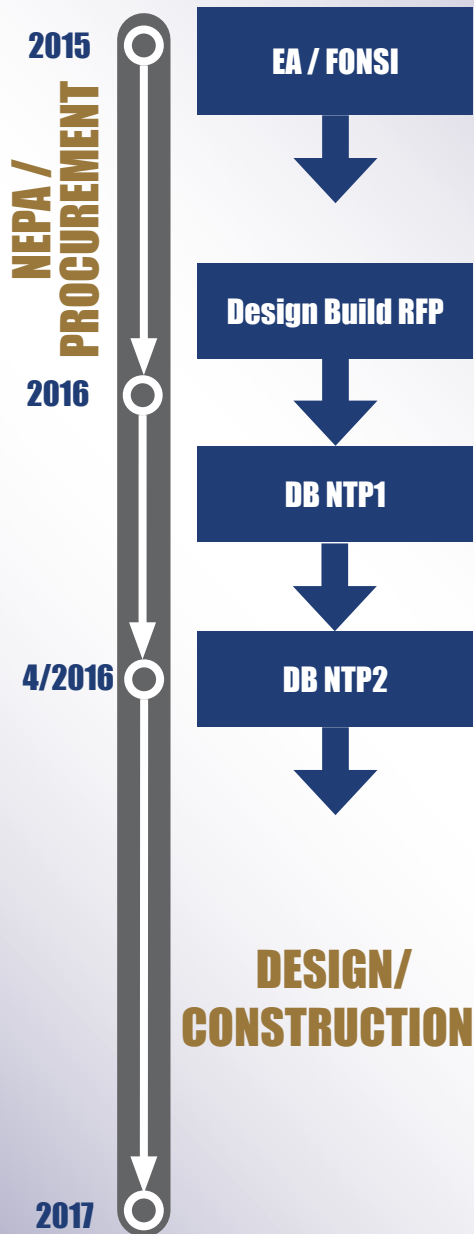 2015
EA / FONSI
NEPA /
PROCUREMENT
Design Build RFP
2016
DB NTP1
4/2016
DB NTP2
DESIGN/
CONSTRUCTION
2017